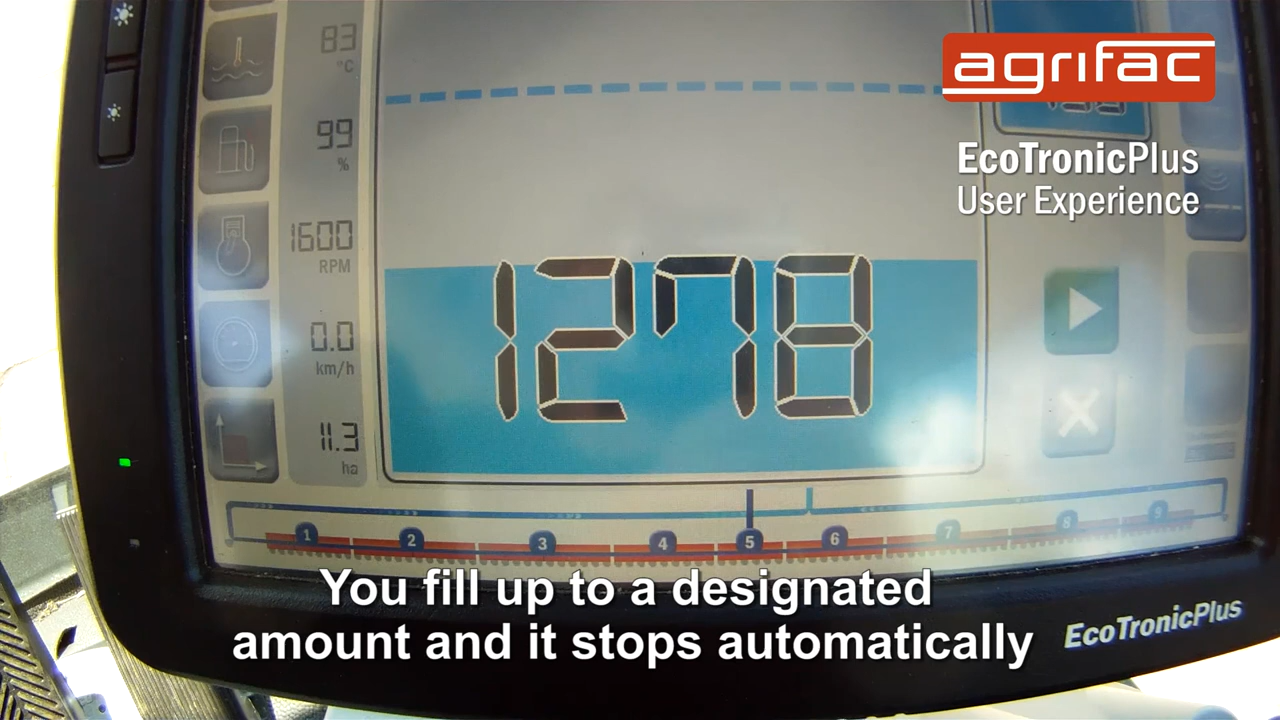 83
°C
99
%
1600
RPM
0.0
km/h
11.3
ha
1278
1 2 3 4 5 6 7 8 9
agrifac
EcoTronicPlus
User Experience
EcoTronicPlus
You fill up to a designated
amount and it stops automatically